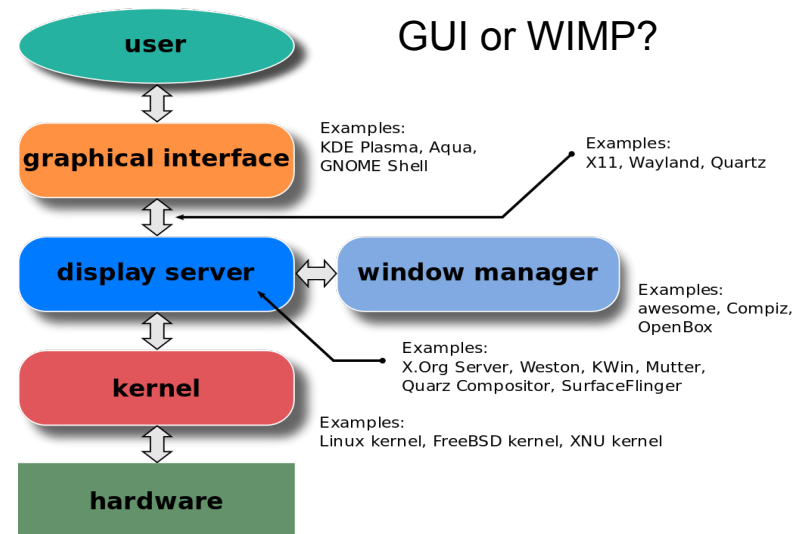 GUI or WIMP?
user
graphical interface
Examples:
KDE Plasma, Aqua,
GNOME Shell
Examples:
X11, Wayland, Quartz
display server
window manager
Examples:
awesome, Compiz,
OpenBox
Examples:
X.Org Server, Weston, KWin, Mutter,
Quarz Compositor, SurfaceFlinger
kernel
Examples:
Linux kernel, FreeBSD kernel, XNU kernel
hardware